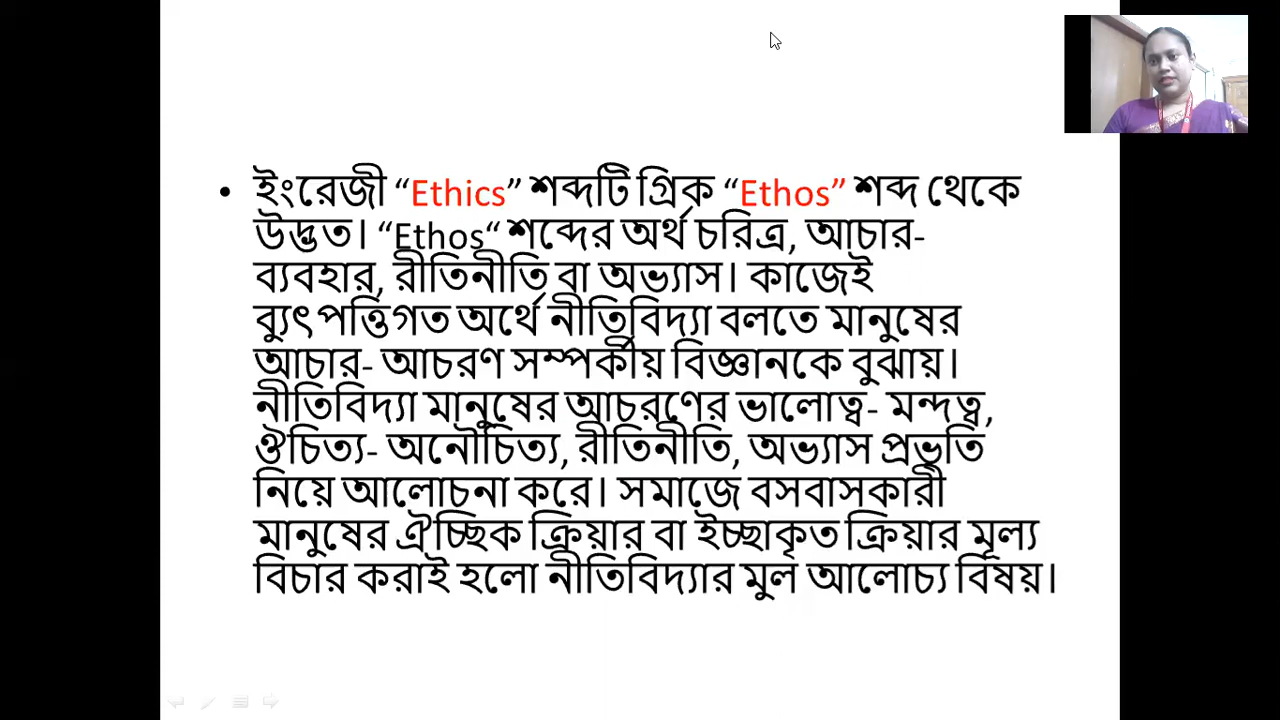 • ইংরেজী “Ethics” শব্দটি গ্রিক “Ethos” শব্দ থেকে
উদ্ভত। “Ethos“ শব্দের অর্থ চরিত্র, আচার-
ব্যবহার, রীতিনীতি বা অভ্যাস। কাজেই
ব্যুৎপত্তিগত অর্থে নীতিবিদ্যা বলতে মানুষের
আচার- আচরণ সম্পর্কীয় বিজ্ঞানকে বুঝায়।
নীতিবিদ্যা মানুষের আচরণের ভালোত্ব- মন্দত্ব,
ঔচিত্য- অনৌচিত্য, রীতিনীতি, অভ্যাস প্রভৃতি
নিয়ে আলোচনা করে। সমাজে বসবাসকারী
মানুষের ঐচ্ছিক ক্রিয়ার বা ইচ্ছাকৃত ক্রিয়ার মূল্য
বিচার করাই হলো নীতিবিদ্যার মুল আলোচ্য বিষয়।